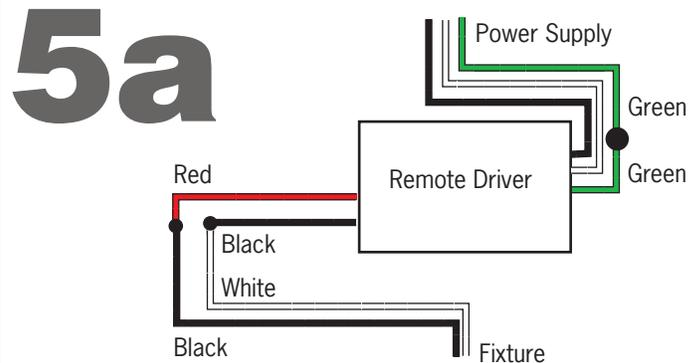 5a
Power Supply
Green
Remote Driver
Green
Red
Black
White
Black
Fixture